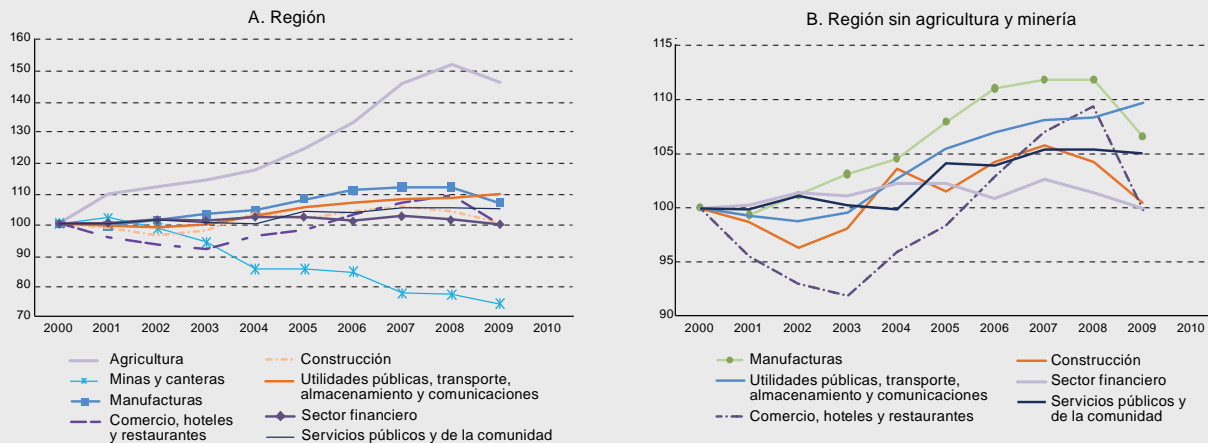 A. Región
160
150
140
130
120
110
100
90
80
70
2000 2001 2002 2003 2004 2005 2006 2007 2008 2009 2010
Agricultura
Minas y canteras
Manufacturas
Comercio, hoteles
y restaurantes
Construcción
Utilidades públicas, transporte,
almacenamiento y comunicaciones
Sector financiero
Servicios públicos y de la comunidad
B. Región sin agricultura y minería
115
110
105
100
95
90
2000 2001 2002 2003 2004 2005 2006 2007 2008 2009 2010
Manufacturas
Utilidades públicas, transporte,
almacenamiento y comunicaciones
Comercio, hoteles y restaurantes
Construcción
Sector financiero
Servicios públicos y
de la comunidad